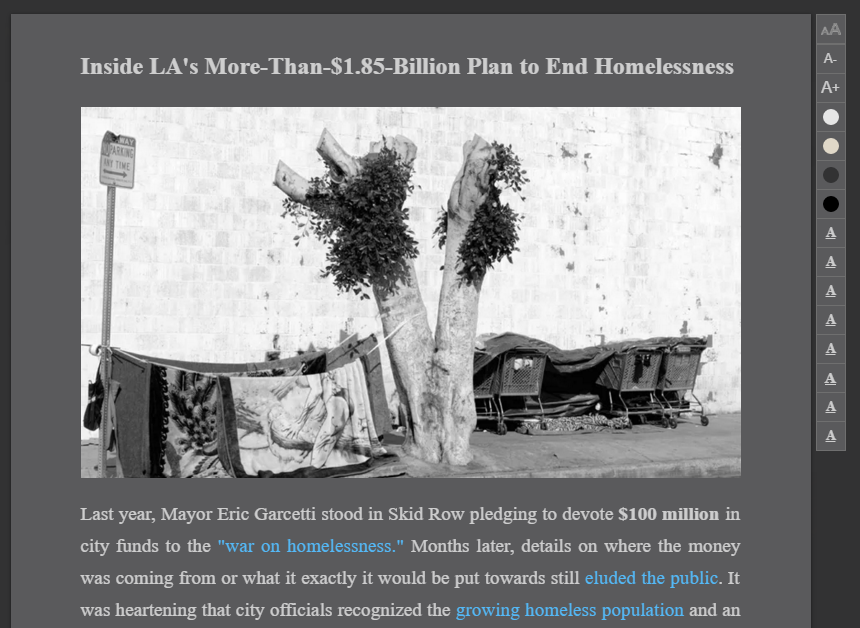 Inside LA's More-Than-$1.85-Billion Plan to End Homelessness
WAY
PARKING
ANY TIME
Last year, Mayor Eric Garcetti stood in Skid Row pledging to devote $100 million in
city funds to the "war on homelessness." Months later, details on where the money
was coming from or what it exactly it would be put towards still eluded the public. It
was heartening that city officials recognized the growing homeless population and an
AA
A-
A+
A
A
A
A
A
A
A
A